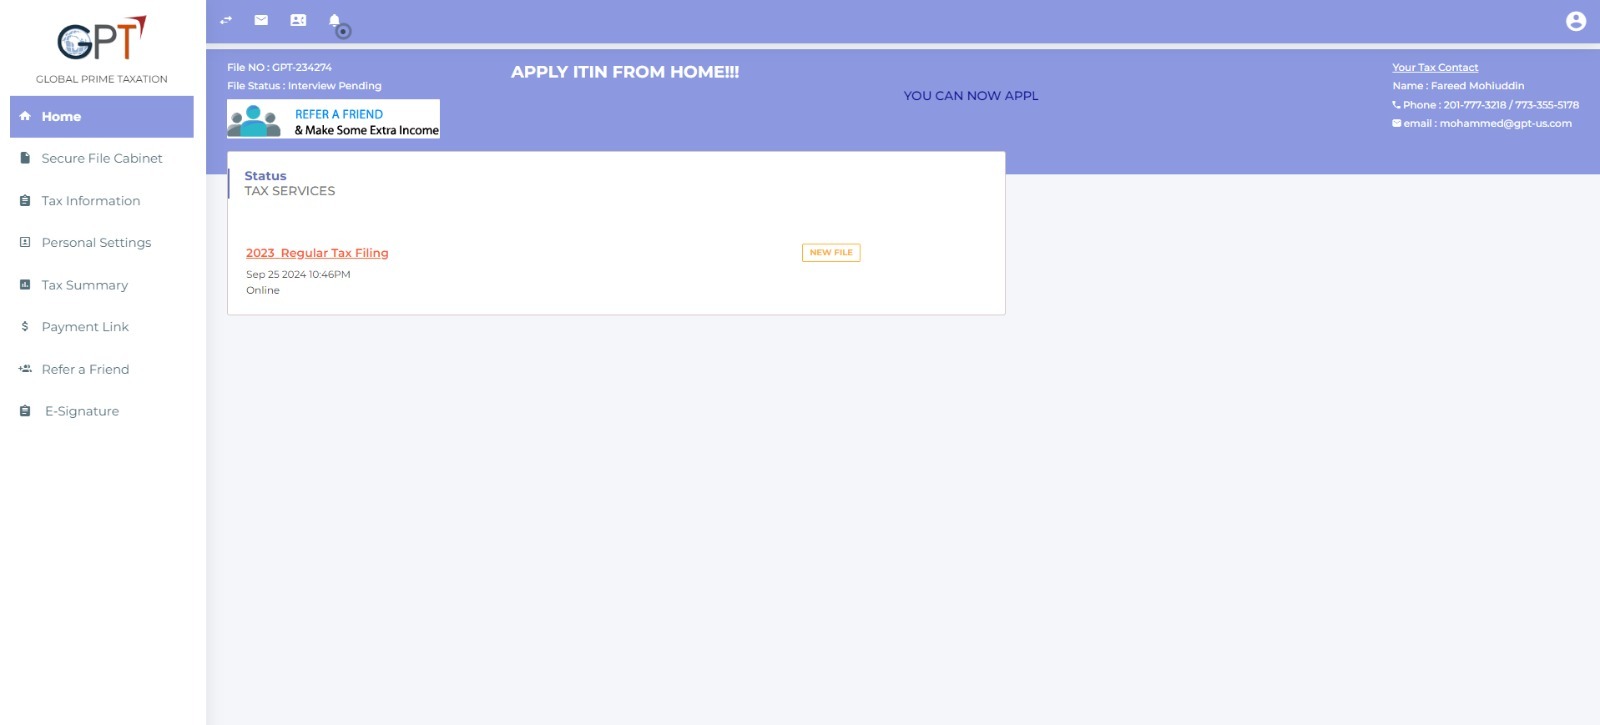 GPT
GLOBAL PRIME TAXATION
Home
Secure File Cabinet
Tax Information
Personal Settings
Tax Summary
Payment Link
Refer a Friend
E-Signature
File NO : GPT-234274
File Status : Interview Pending
REFER A FRIEND
& Make Some Extra Income
APPLY ITIN FROM HOME!!!
YOU CAN NOW APPL
Your Tax Contact
Name : Fareed Mohiuddin
Phone : 201-777-3218 / 773-355-5178
email : mohammed@gpt-us.com
Status
TAX SERVICES
2023 Regular Tax Filing
NEW FILE
Sep 25 2024 10:46PM
Online